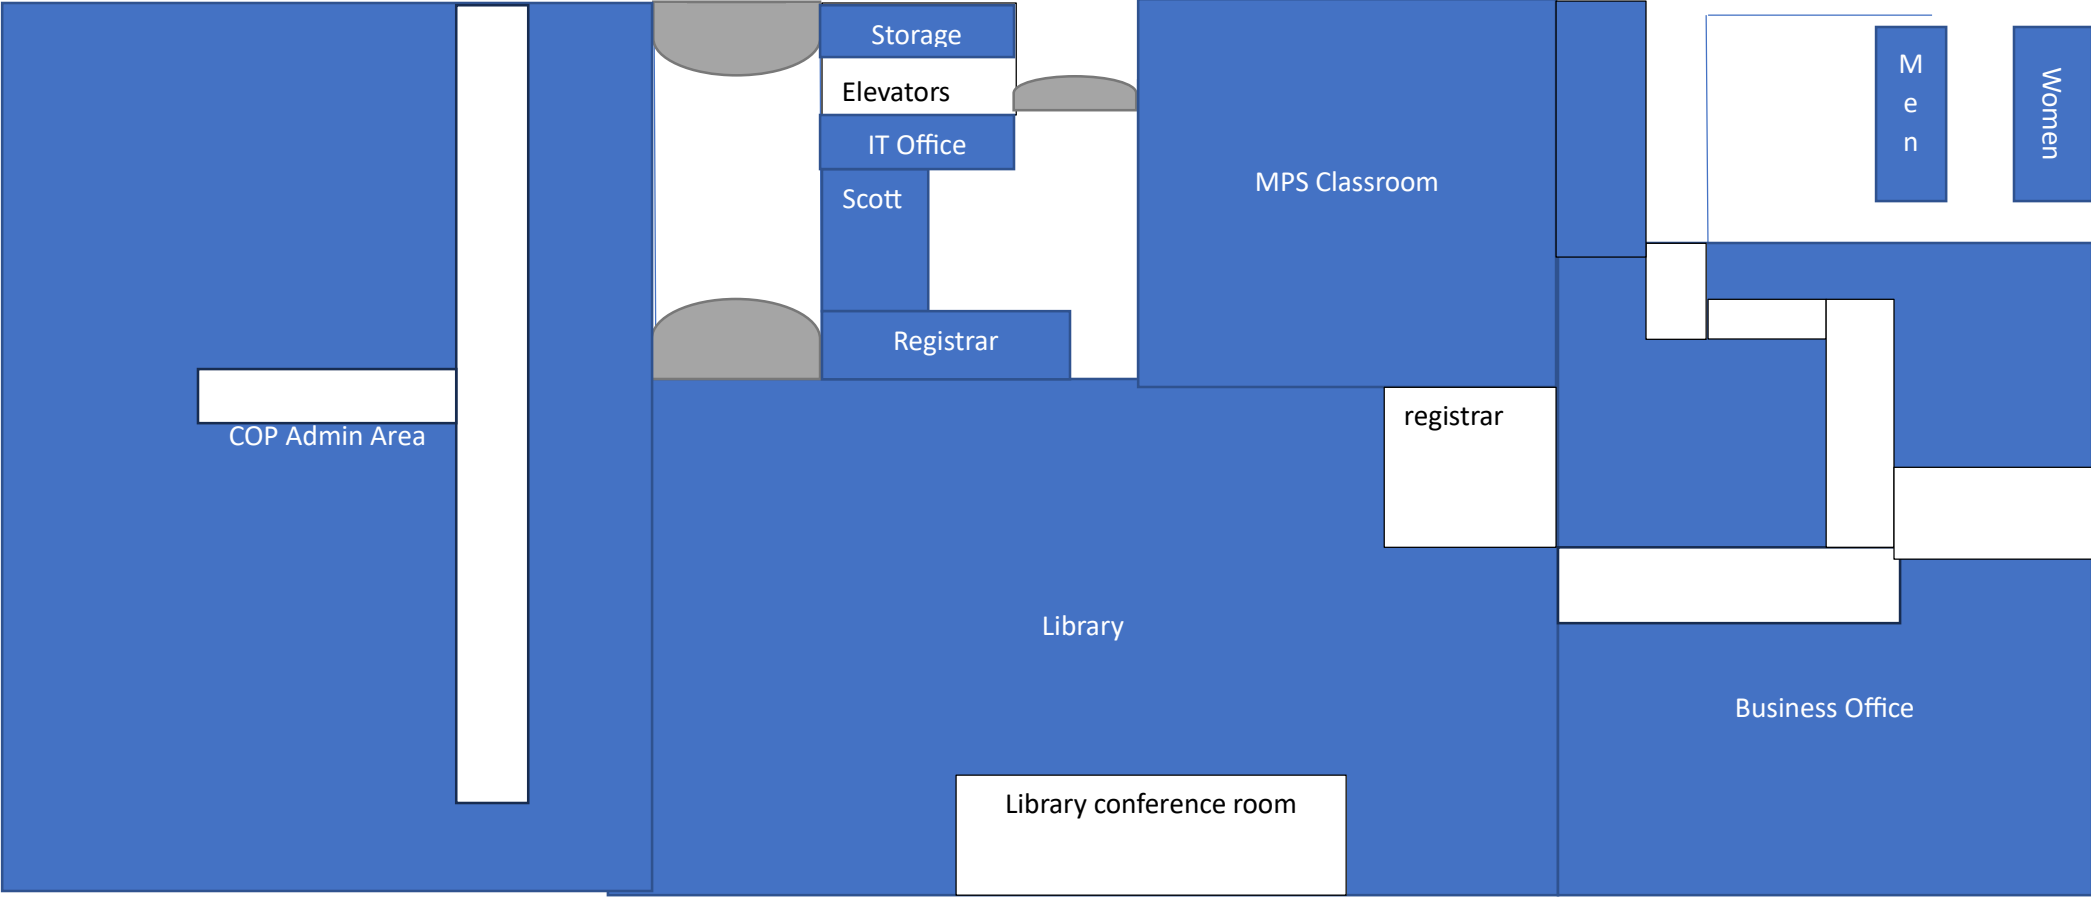 Storage
Elevators
IT Office
Scott
Registrar
MPS Classroom
M
e
n
Women
registrar
COP Admin Area
Library
Business Office
Library conference room